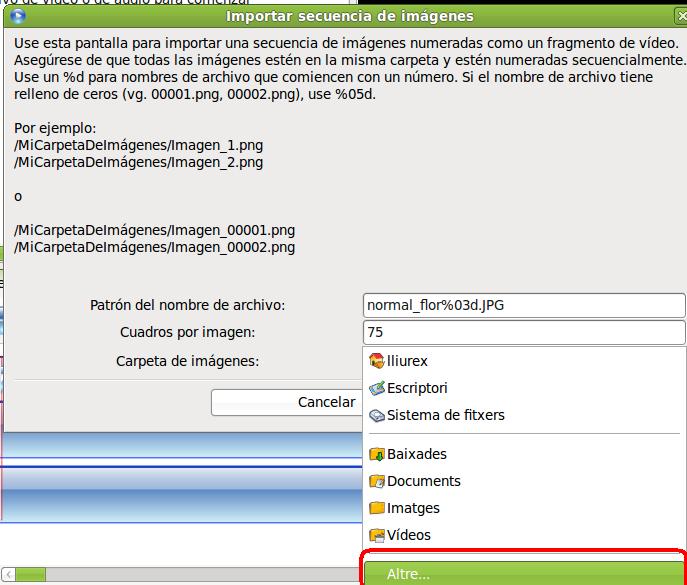 vo de vídeo o de audio para comenzar
Importar secuencia de imágenes
Use esta pantalla para importar una secuencia de imágenes numeradas como un fragmento de vídeo.
Asegúrese de que todas las imágenes estén en la misma carpeta y estén numeradas secuencialmente.
Use un %d para nombres de archivo que comiencen con un número. Si el nombre de archivo tiene
relleno de ceros (vg. 00001.png, 00002.png), use %05d.
Por ejemplo:
/MiCarpetaDeImágenes/Imagen_1.png
/MiCarpetaDeImágenes/Imagen_2.png
o
/MiCarpetaDeImágenes/Imagen_00001.png
/MiCarpetaDeImágenes/Imagen_00002.png
Patrón del nombre de archivo:
normal_flor%03d.JPG
Cuadros por imagen:
75
Carpeta de imágenes:
lliurex
Escriptori
Cancelar
Sistema de fitxers
Baixades
Documents
Imatges
Vídeos
Altre...